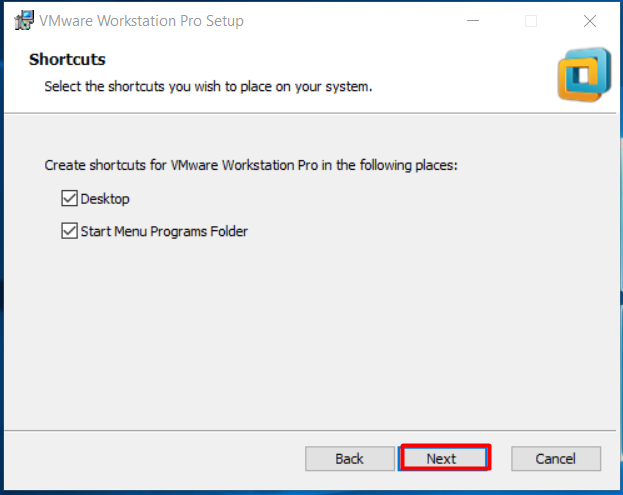 VMware Workstation Pro Setup
Shortcuts
Select the shortcuts you wish to place on your system.
Create shortcuts for VMware Workstation Pro in the following places:
Desktop
Start Menu Programs Folder
Back Next Cancel